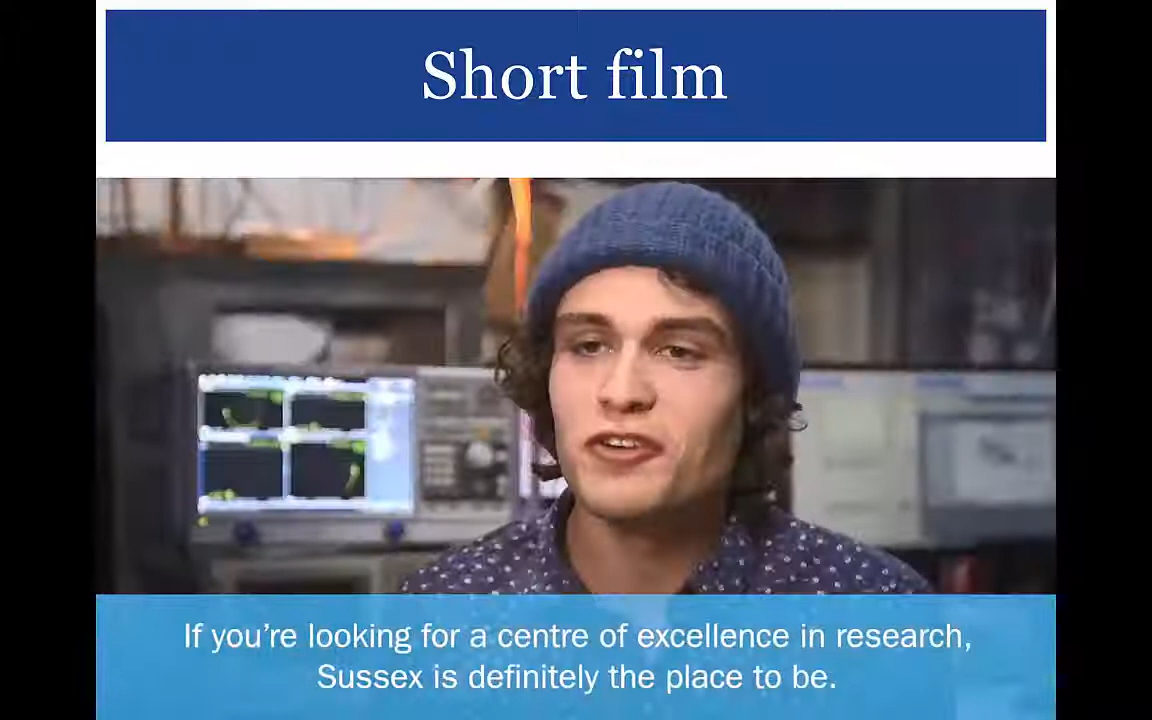 Short film
If you’re looking for a centre of excellence in research,
Sussex is definitely the place to be.